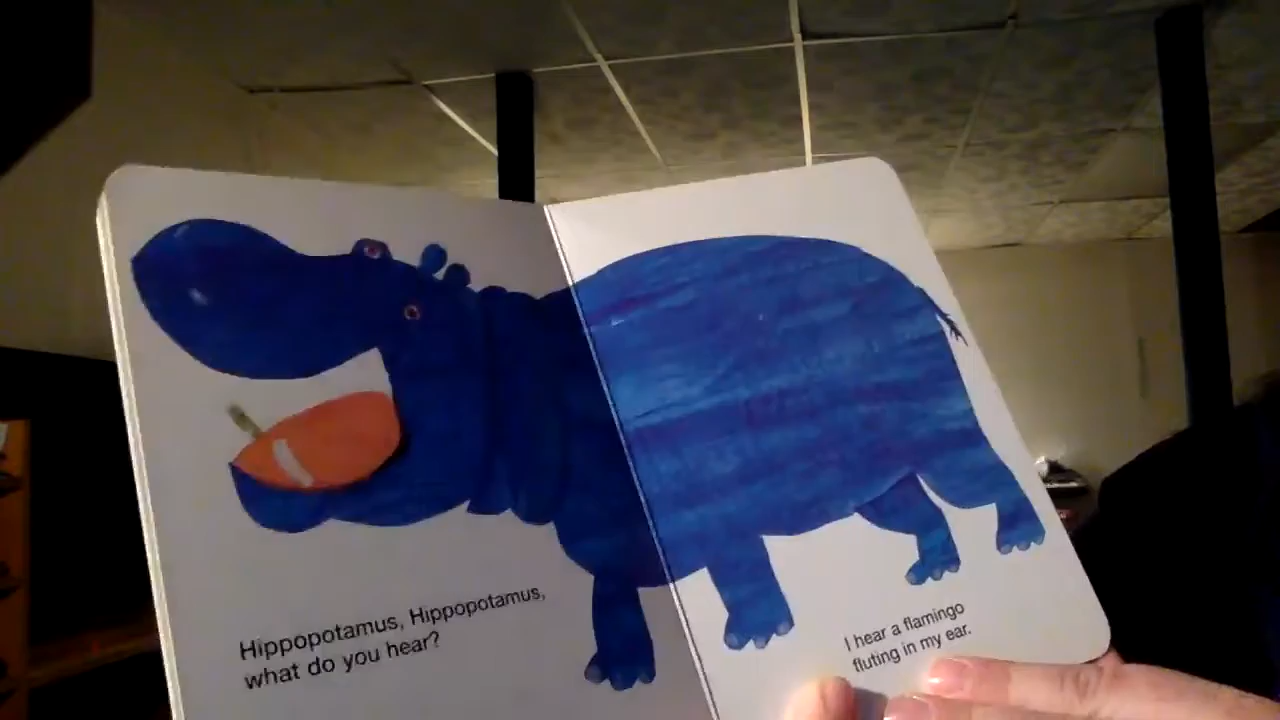 Hippopotamus, Hippopotamus,
what do you hear?
I hear a flamingo
fluting in my ear.